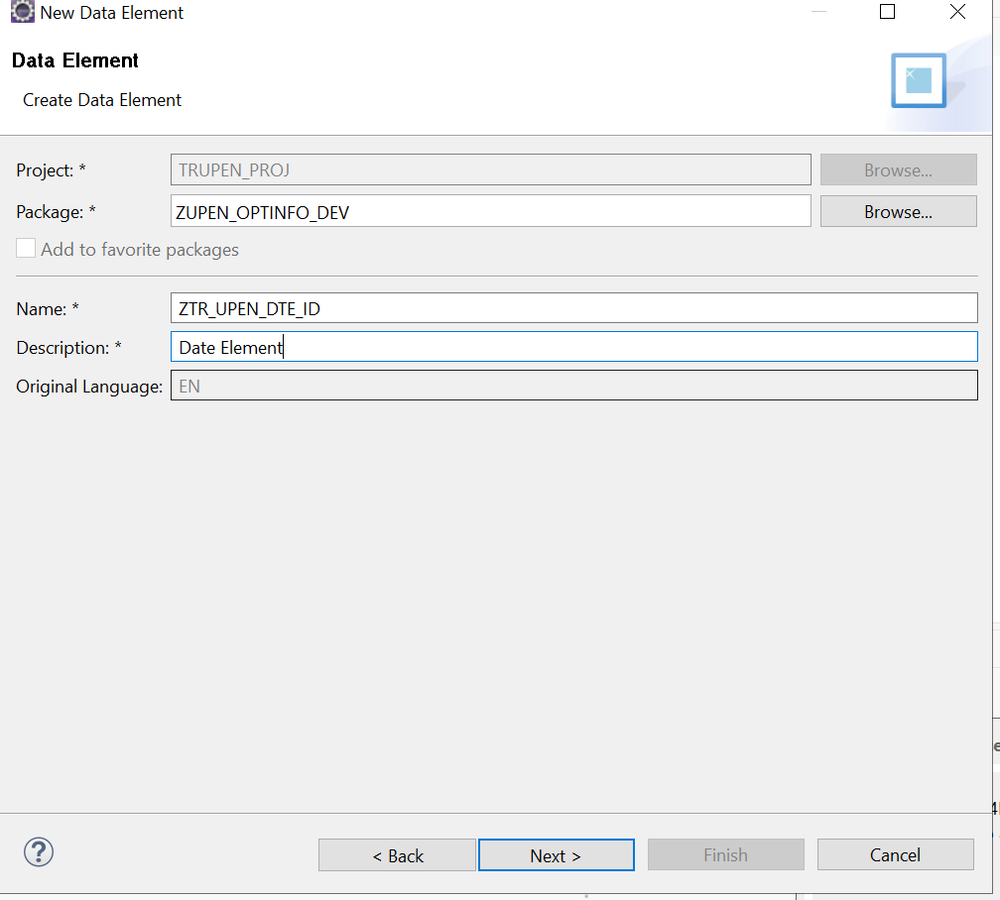 New Data Element
Data Element
Create Data Element
Project: * TRUPEN_PROJ Browse...
Package: * ZUPEN_OPTINFO_DEV Browse...
Add to favorite packages
Name: * ZTR_UPEN_DTE_ID
Description: * Date Element
Original Language: EN
? < Back Next > Finish Cancel